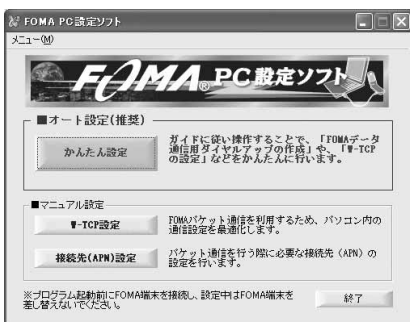 FOMA PC設定ソフト
メニュー(M)
FOMA® PC設定ソフト
■オート設定(推奨)
かんたん設定
ガイドに従い操作することで、「FOMAデータ
通信用ダイヤルアップの作成」や、「W-TCP
の設定」などをかんたんに行います。
■マニュアル設定
W-TCP設定
FOMAパケット通信を利用するため、パソコン内の
通信設定を最適化します。
接続先(APN)設定
パケット通信を行う際に必要な接続先(APN)の
設定を行います。
※プログラム起動前にFOMA端末を接続し、設定中はFOMA端末を
差し替えないでください。
終了